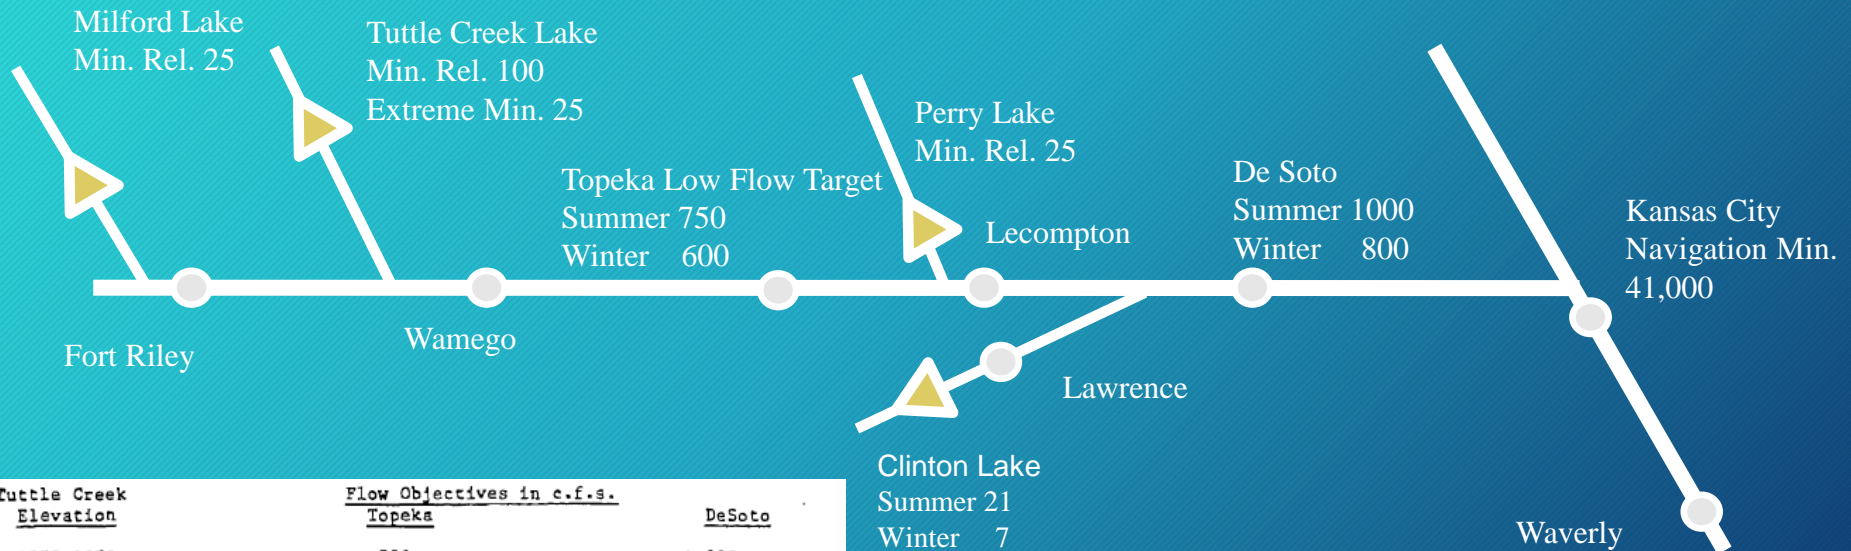 Milford Lake
Min. Rel. 25
Tuttle Creek Lake
Min. Rel. 100
Extreme Min. 25
Perry Lake
Min. Rel. 25
Topeka Low Flow Target
Summer 750
Winter 600
Lecompton
De Soto
Summer 1000
Winter 800
Kansas City
Navigation Min.
41,000
Fort Riley
Wamego
Lawrence
Clinton Lake
Summer 21
Winter 7
Waverly
Tuttle Creek
Elevation
Flow Objectives in c.f.s.
Topeka
DeSoto